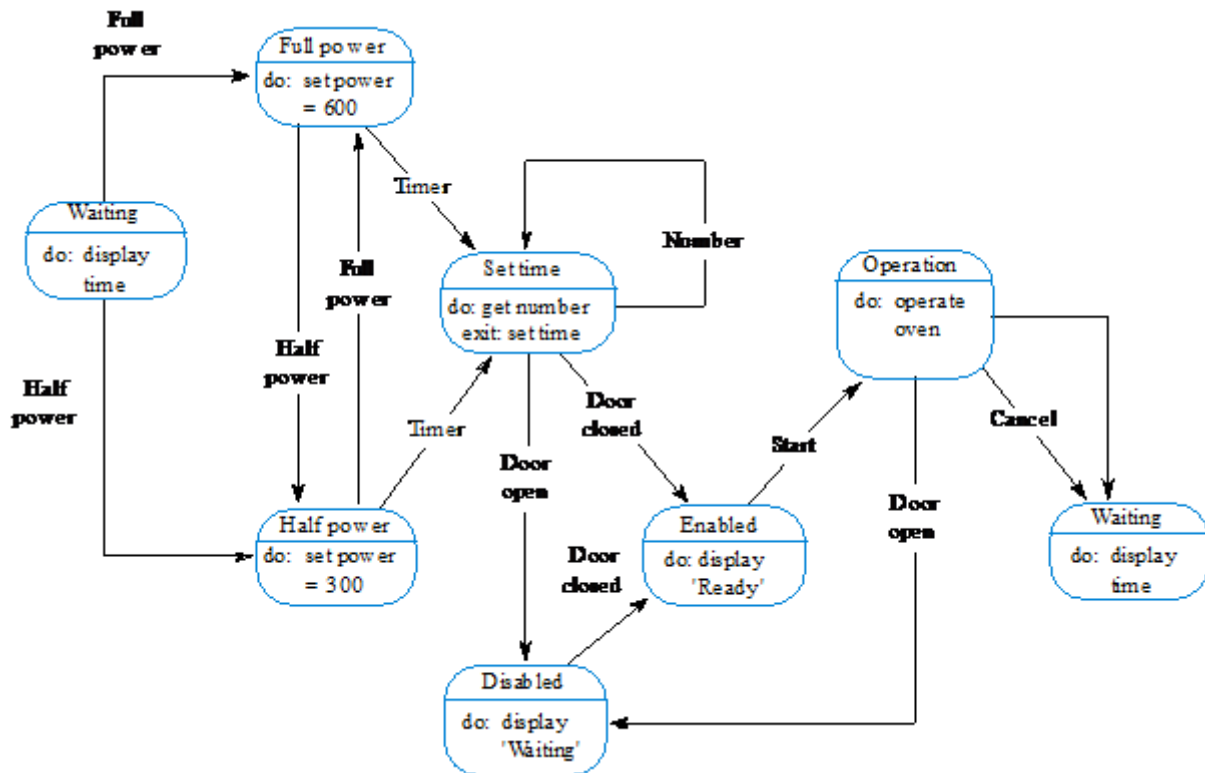 Full
power
Full power
do: set power
= 600
Timer
Waiting
do: display
time
Full
power
Number
Set time
do: get number
exit: set time
Operation
do: operate
oven
Half
power
Half
power
Timer
Door
closed
Door
open
Start
Cancel
Door
open
Half power
do: set power
= 300
Enabled
do: display
'Ready'
Door
closed
Waiting
do: display
time
Disabled
do: display
'Waiting'